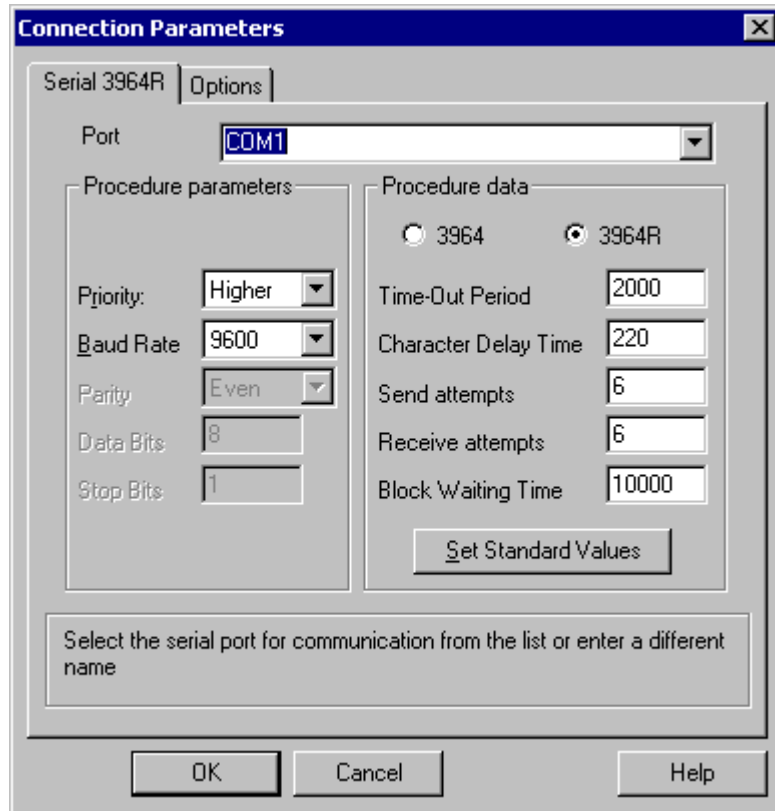 Connection Parameters
Serial 3964R
Options
Port
COM1
Procedure parameters
Priority:
Higher
Baud Rate
9600
Parity
Even
Data Bits
8
Stop Bits
1
Procedure data
3964
3964R
Time-Out Period
2000
Character Delay Time
220
Send attempts
6
Receive attempts
6
Block Waiting Time
10000
Set Standard Values
Select the serial port for communication from the list or enter a different
name
OK
Cancel
Help